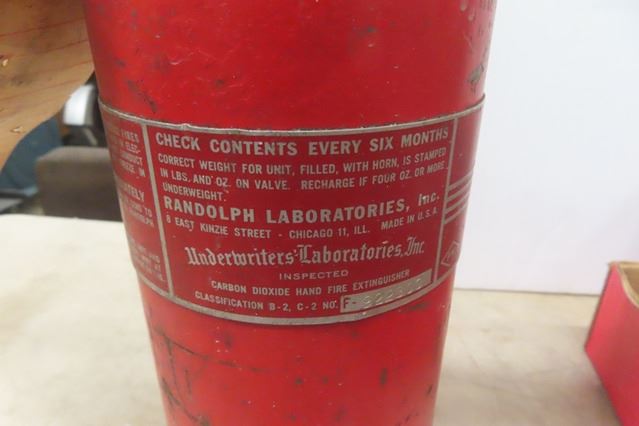 CHECK CONTENTS EVERY SIX MONTHS
CORRECT WEIGHT FOR UNIT, FILLED, WITH HORN, IS STAMPED
IN LBS. AND OZ. ON VALVE. RECHARGE IF FOUR OZ. OR MORE
UNDERWEIGHT.
RANDOLPH LABORATORIES, Inc.
8 EAST KINZIE STREET - CHICAGO 11, ILL. MADE IN U.S.A.
Underwriters' Laboratories, Inc.
INSPECTED
CARBON DIOXIDE HAND FIRE EXTINGUISHER
CLASSIFICATION B-2, C-2 NO. F-